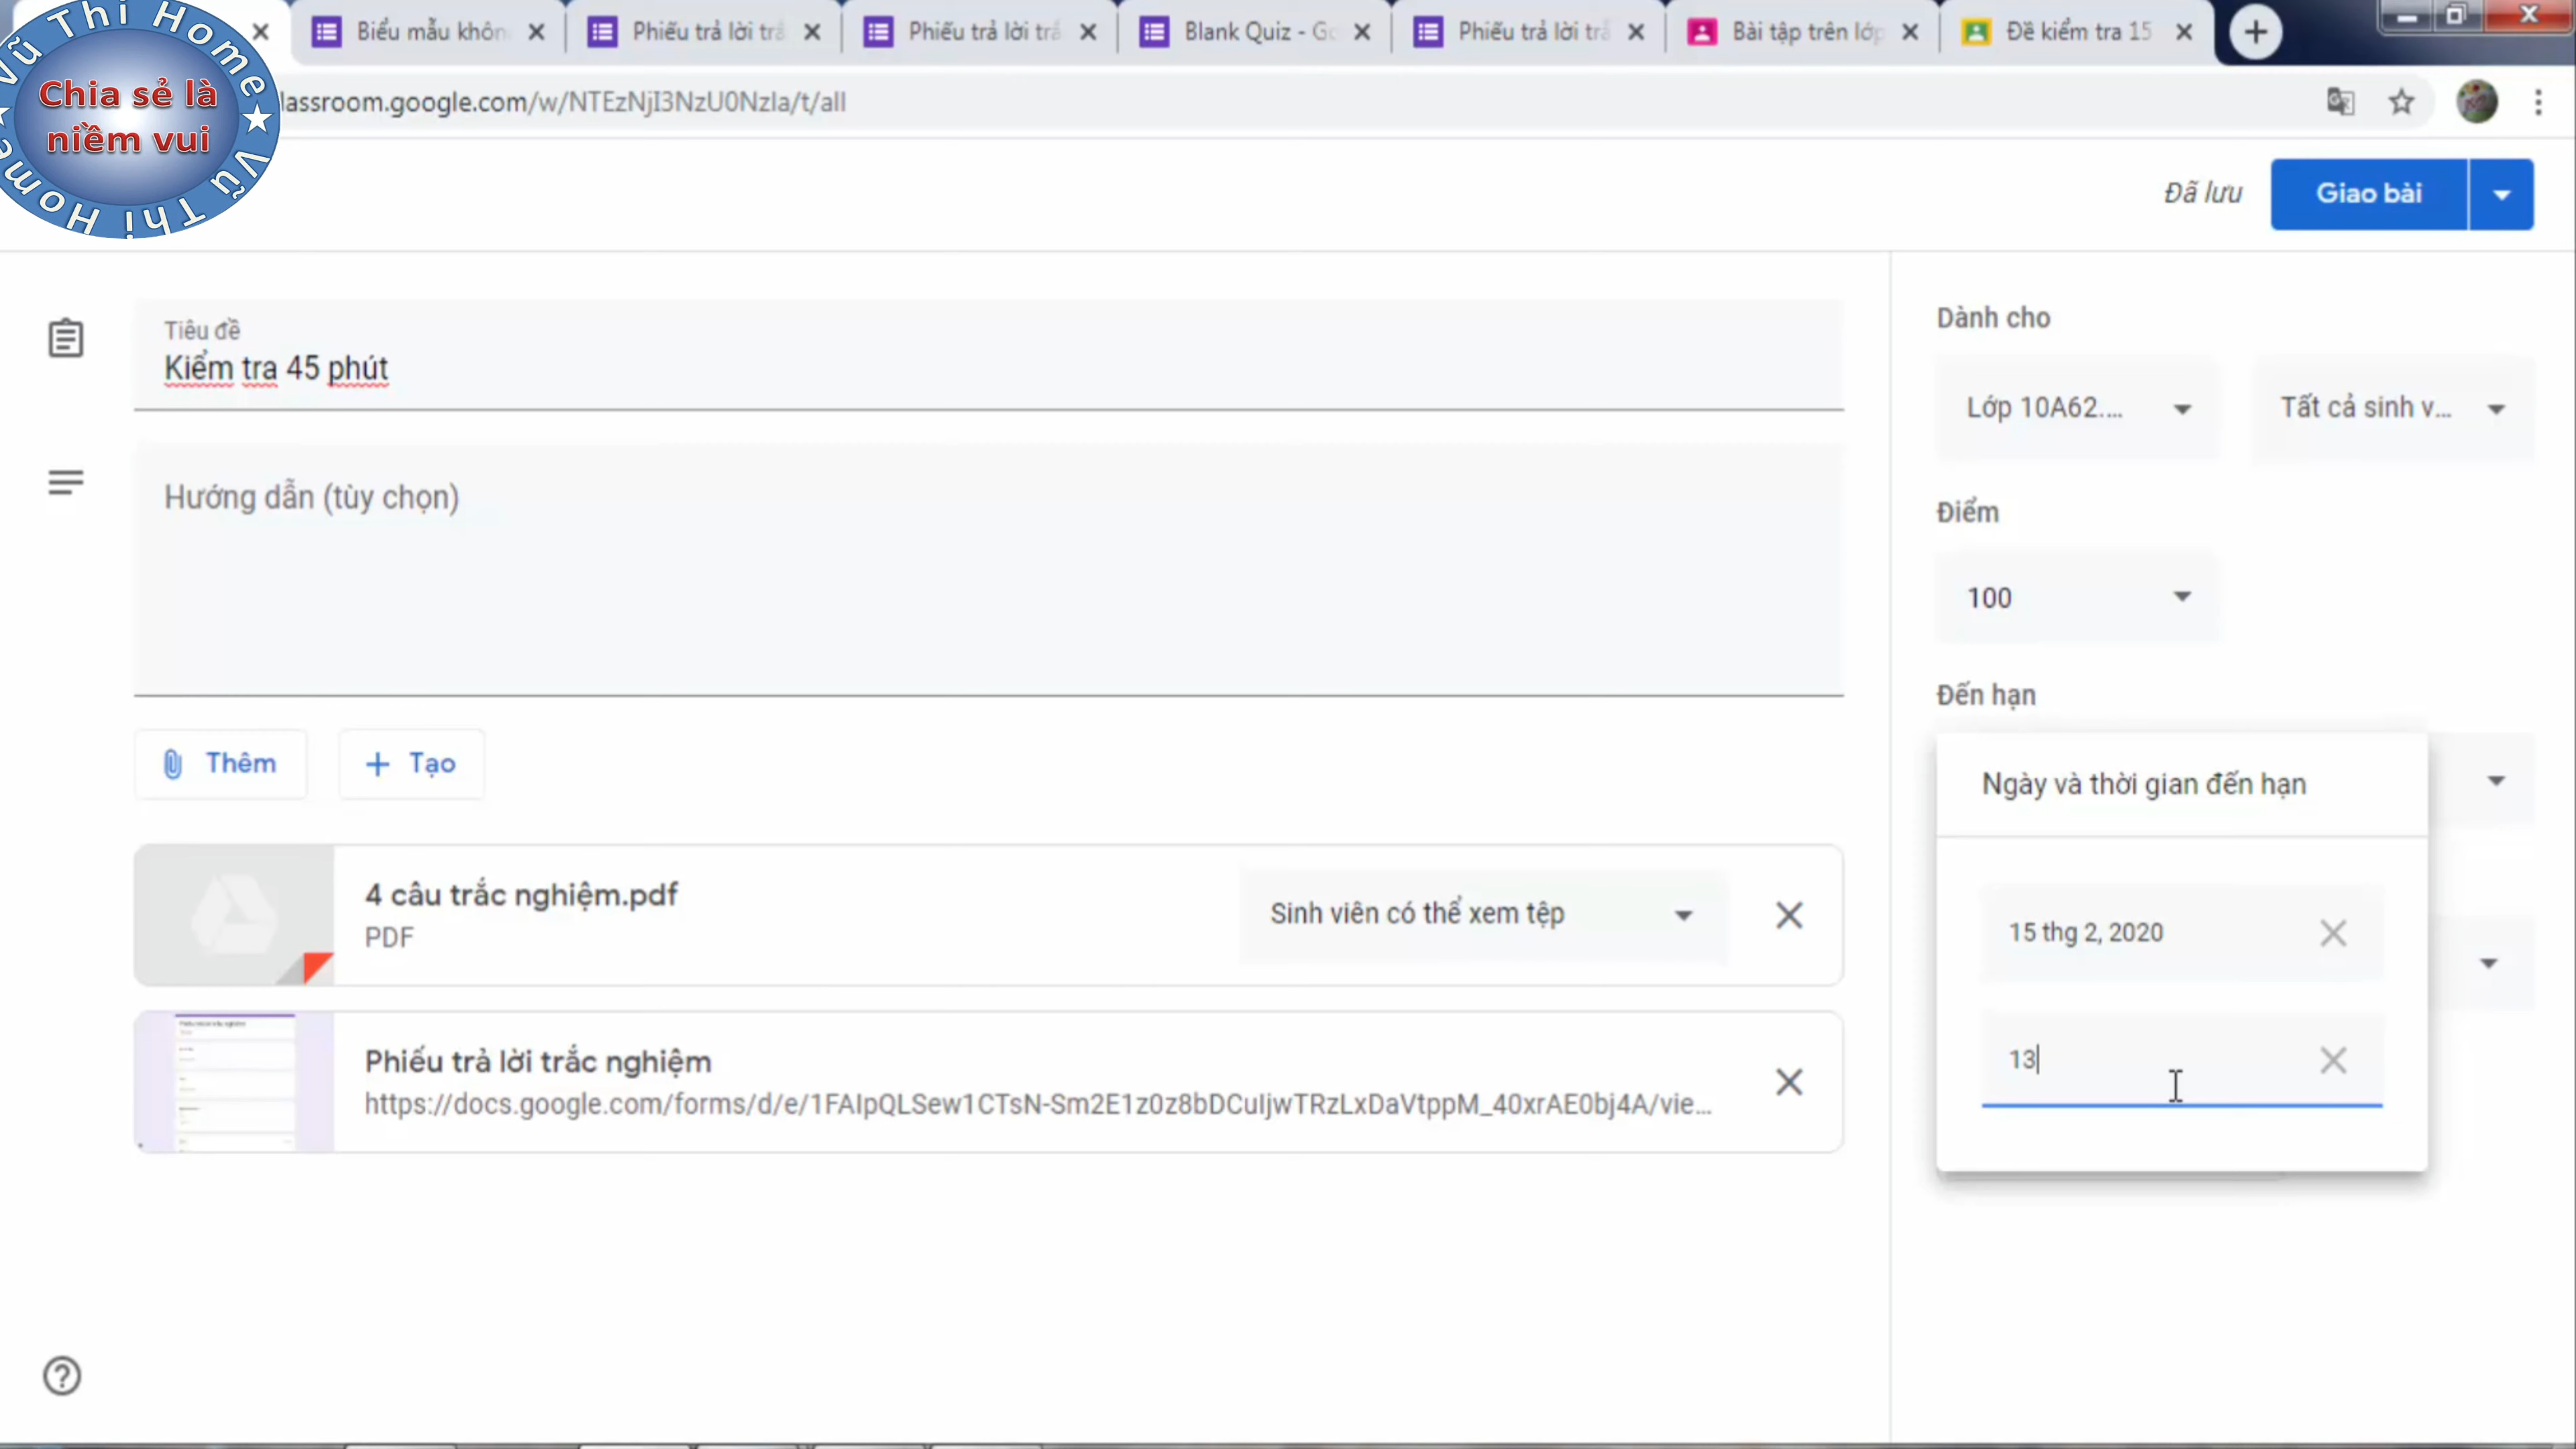 Biểu mẫu khôn
Phiếu trả lời trắ
Phiếu trả lời trắ
Blank Quiz - Go
Phiếu trả lời trắ
Bài tập trên lớp
Đề kiểm tra 15
Vũ Thi Home ★ Vũ Thi Home
Chia sẻ là
niềm vui
lassroom.google.com/w/NTEzNjI3NzU0Nzla/t/all
Đã lưu
Giao bài
Tiêu đề
Kiểm tra 45 phút
Hướng dẫn (tùy chọn)
Thêm
Tạo
4 câu trắc nghiệm.pdf
PDF
Sinh viên có thể xem tệp
Phiếu trả lời trắc nghiệm
https://docs.google.com/forms/d/e/1FAIpQLSew1CTsN-Sm2E1z0z8bDCuIjwTRzLxDaVtppM_40xrAE0bj4A/vie...
Dành cho
Lớp 10A62....
Tất cả sinh v...
Điểm
100
Đến hạn
Ngày và thời gian đến hạn
15 thg 2, 2020
13